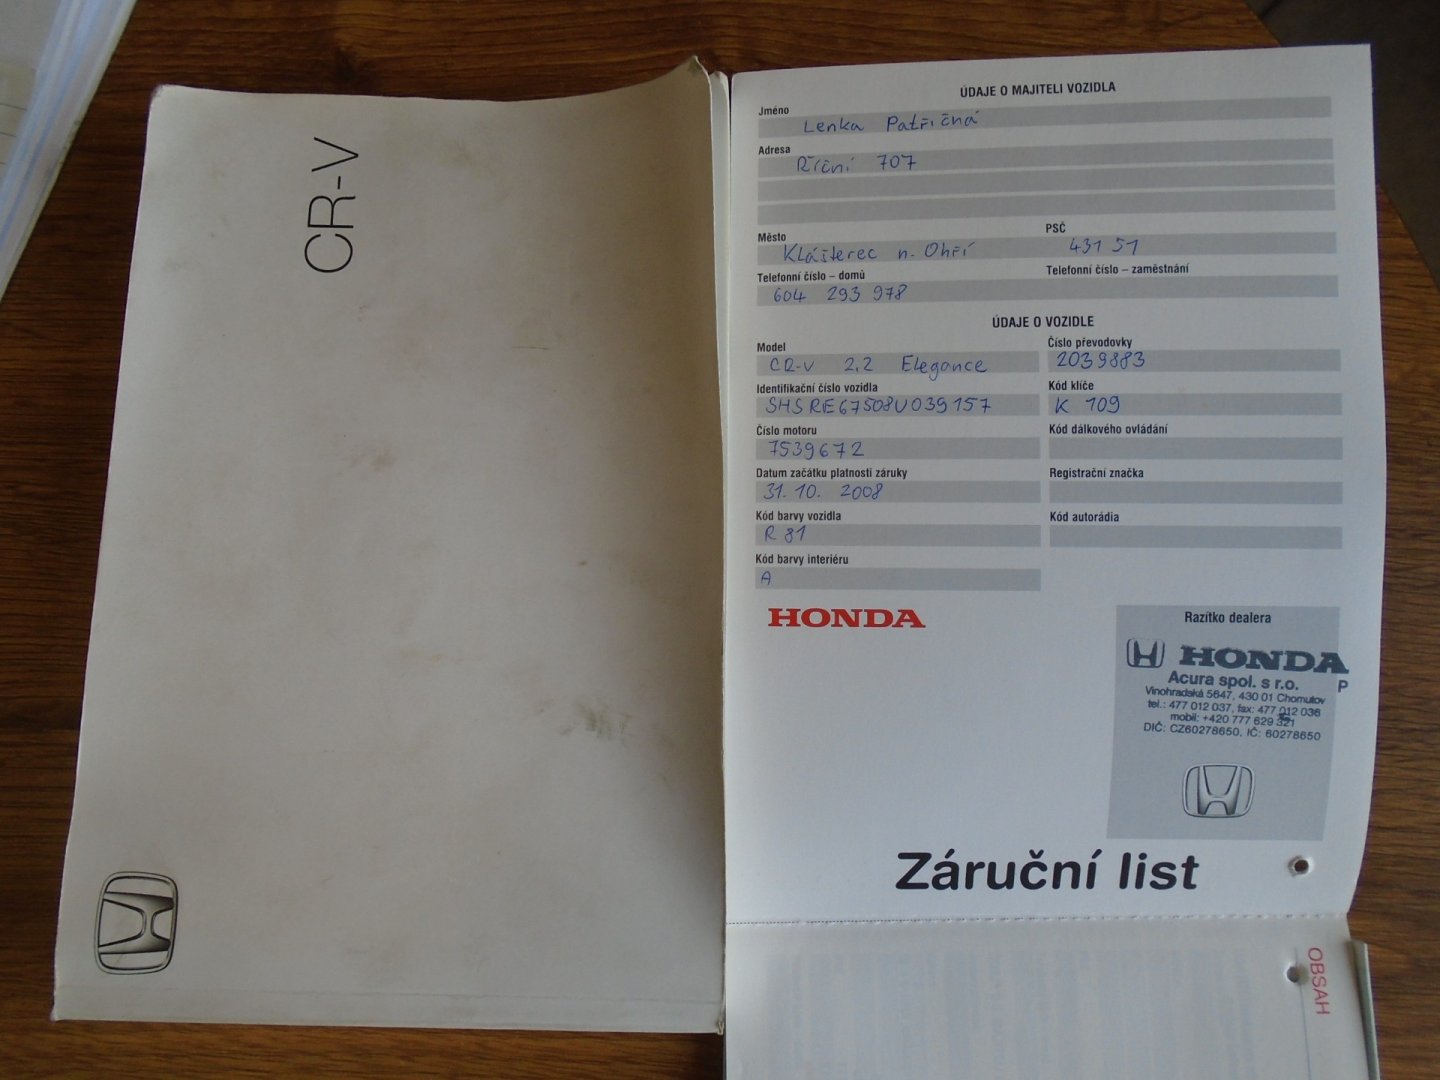 CR-V
ÚDAJE O MAJITELI VOZIDLA
Jméno
Lenka Patřičná
Adresa
Říční 707
Město PSČ
Klášterec n. Ohří 431 51
Telefonní číslo – domů Telefonní číslo – zaměstnání
604 293 978
ÚDAJE O VOZIDLE
Model Číslo převodovky
CR-V 2,2 Elegance 2039883
Identifikační číslo vozidla Kód klíče
SHSRE67508U039157 K 109
Číslo motoru Kód dálkového ovládání
7539672
Datum začátku platnosti záruky Registrační značka
31. 10. 2008
Kód barvy vozidla Kód autorádia
R 81
Kód barvy interiéru
A
HONDA
Razítko dealera
HONDA
Acura spol. s r.o. P
Vinohradská 5647, 430 01 Chomutov
tel.: 477 012 037, fax: 477 012 036
mobil: +420 777 629 321
DIČ: CZ60278650, IČ: 60278650
Záruční list
OBSAH